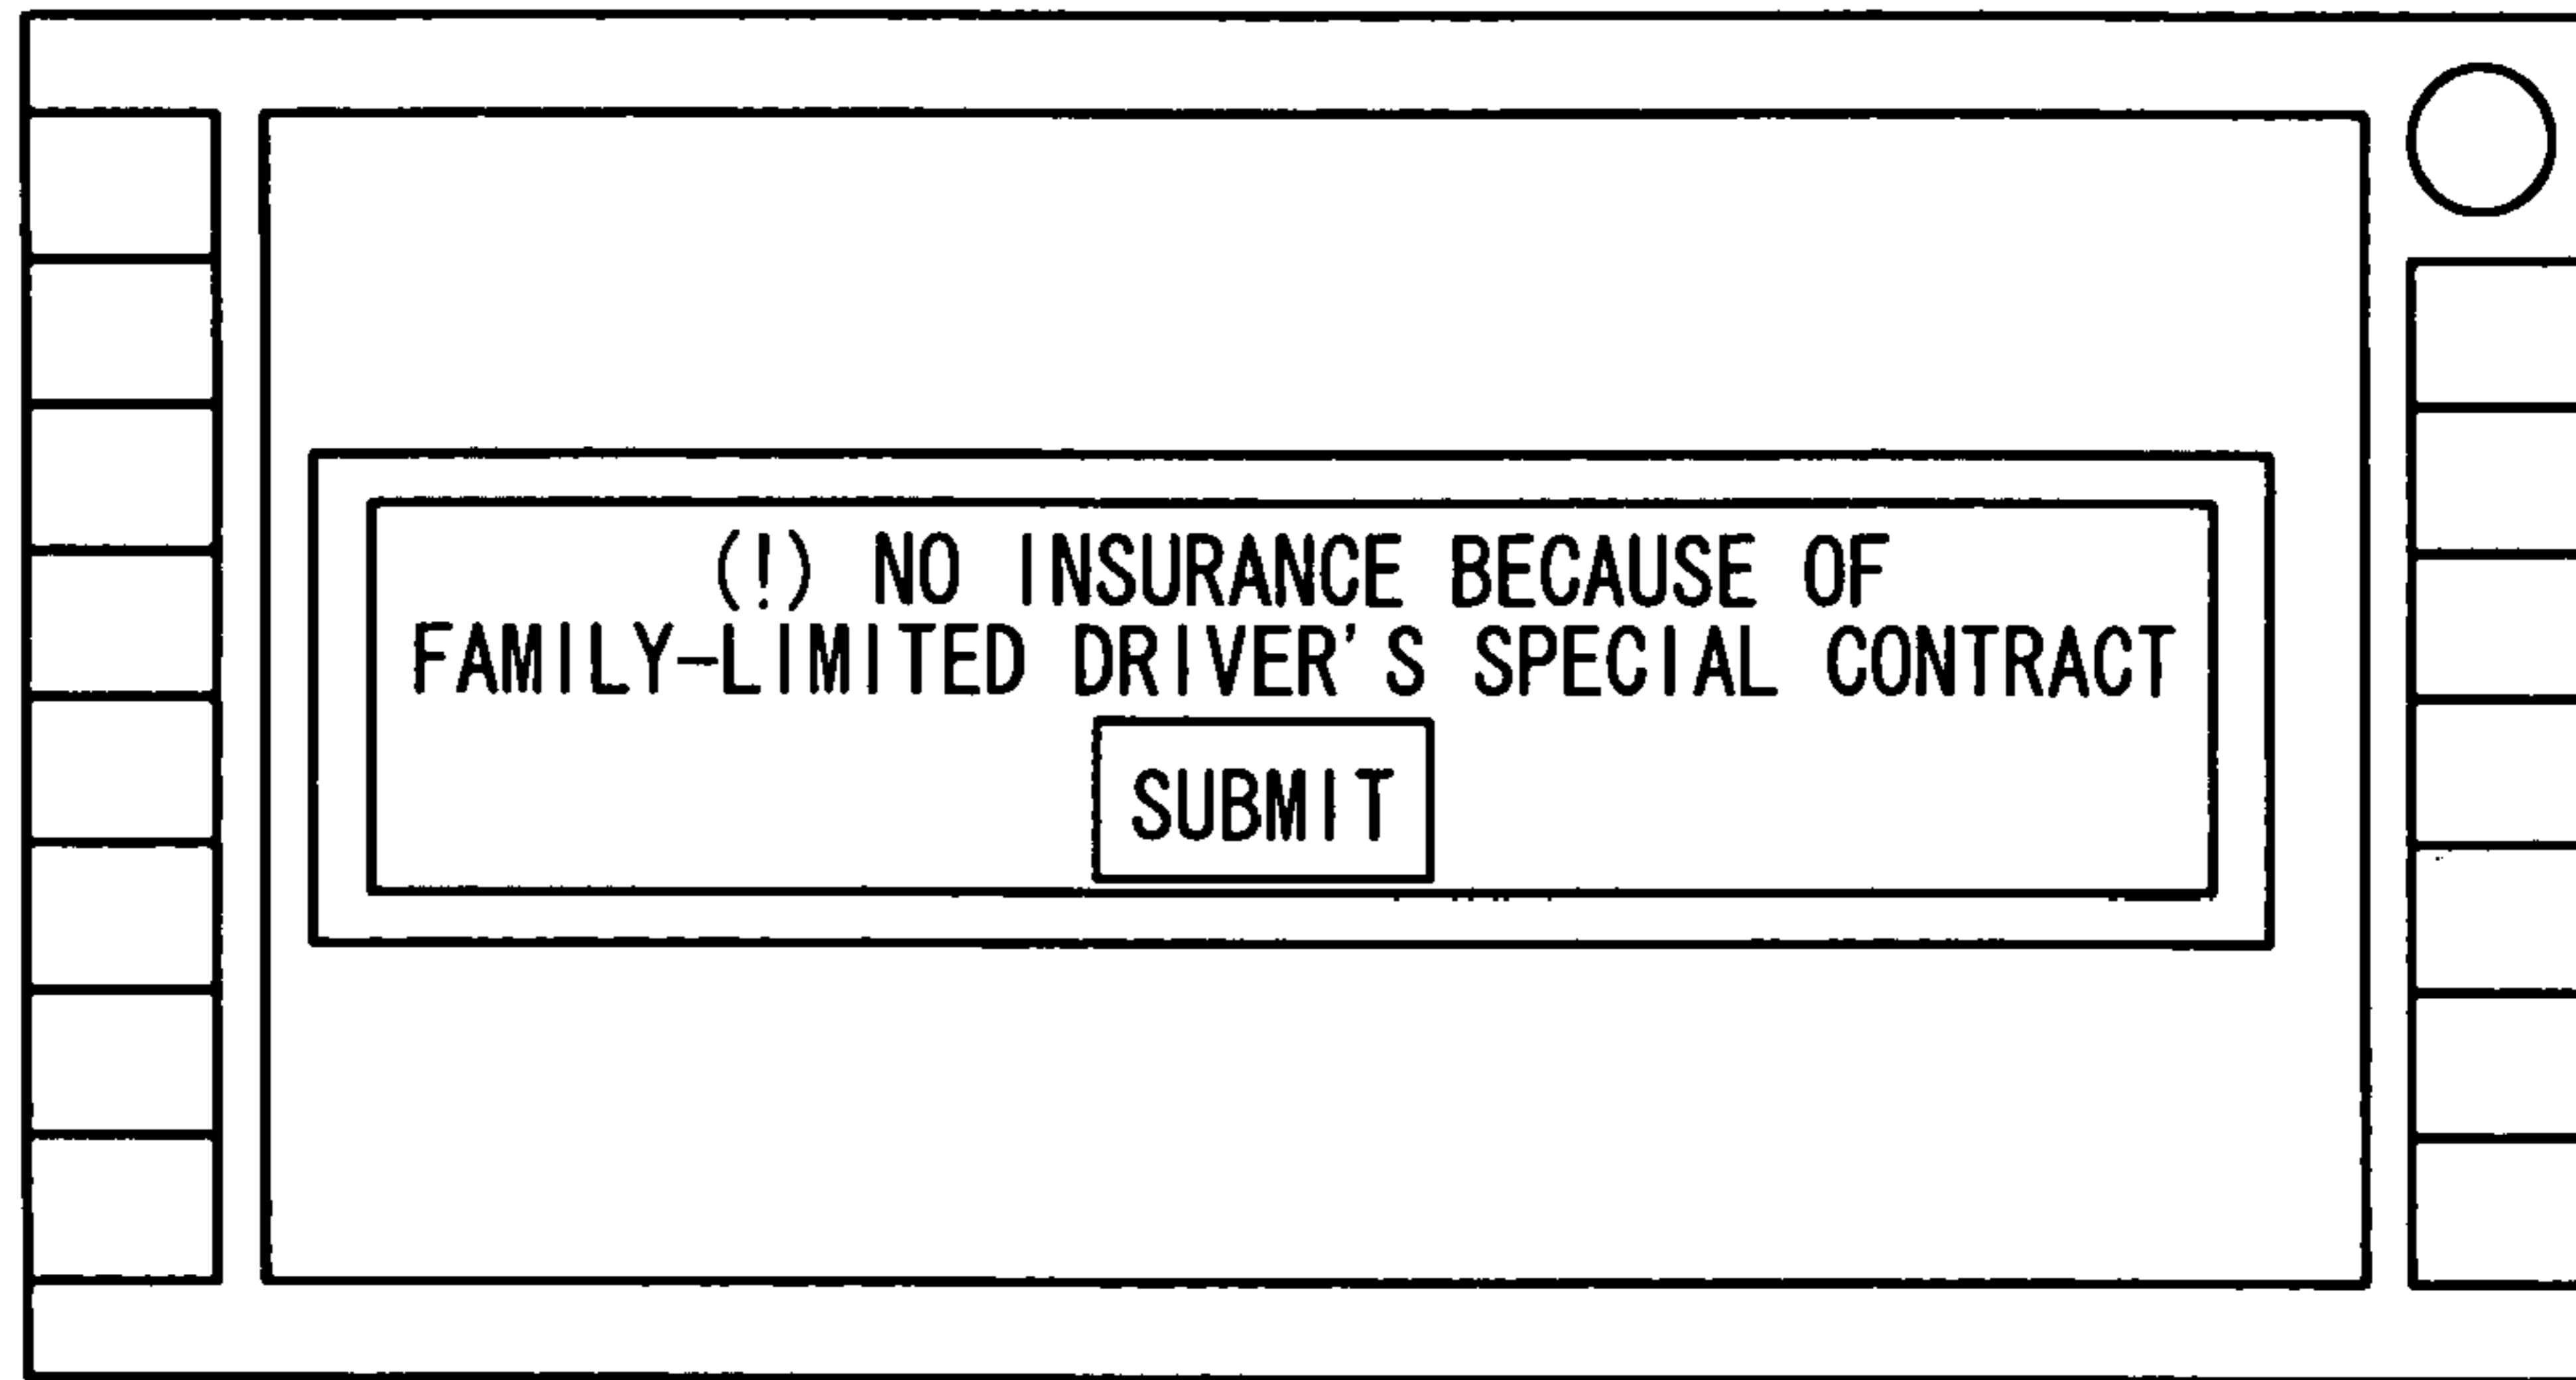 (!) NO INSURANCE BECAUSE OF
FAMILY-LIMITED DRIVER'S SPECIAL CONTRACT
SUBMIT